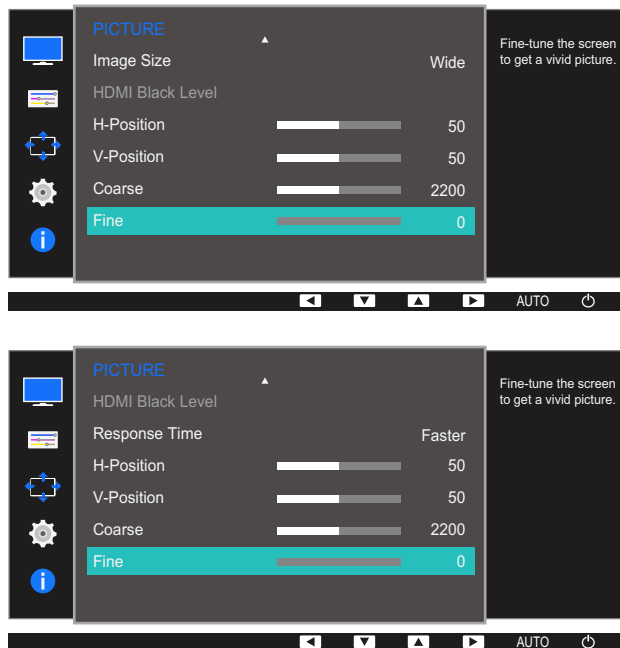 PICTURE
Image Size Wide
HDMI Black Level
H-Position 50
V-Position 50
Coarse 2200
Fine 0
Fine-tune the screen
to get a vivid picture.
AUTO
PICTURE
HDMI Black Level
Response Time Faster
H-Position 50
V-Position 50
Coarse 2200
Fine 0
Fine-tune the screen
to get a vivid picture.
AUTO